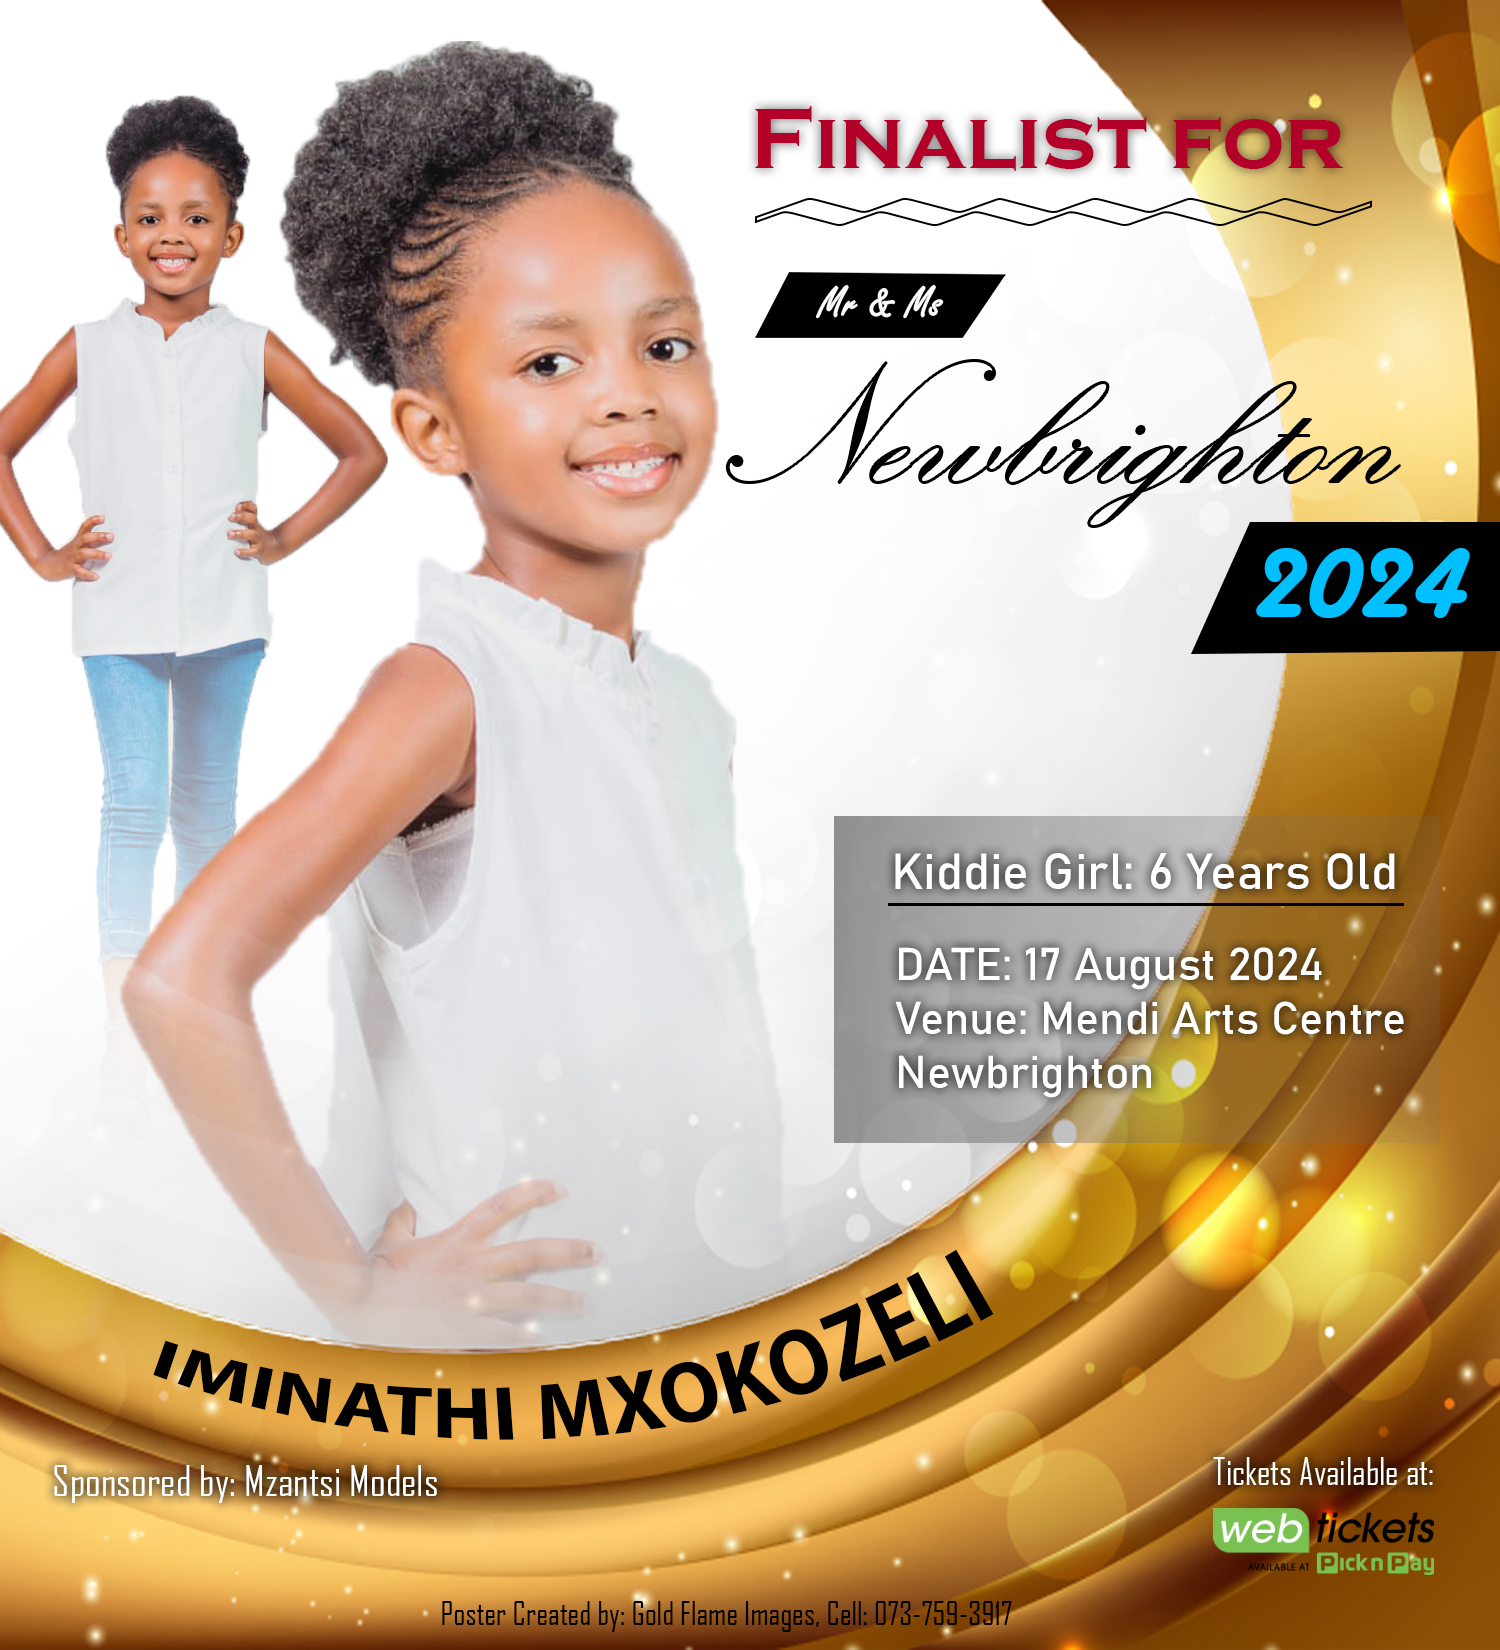 FINALIST FOR
Mr & Ms
Newbrighton
2024
Kiddie Girl: 6 Years Old
DATE: 17 August 2024
Venue: Mendi Arts Centre
Newbrighton
IMINATHI MXOKOZELI
Sponsored by: Mzantsi Models
Tickets Available at:
webtickets
AVAILABLE AT Pick n Pay
Poster Created by: Gold Flame Images, Cell: 073-759-3917